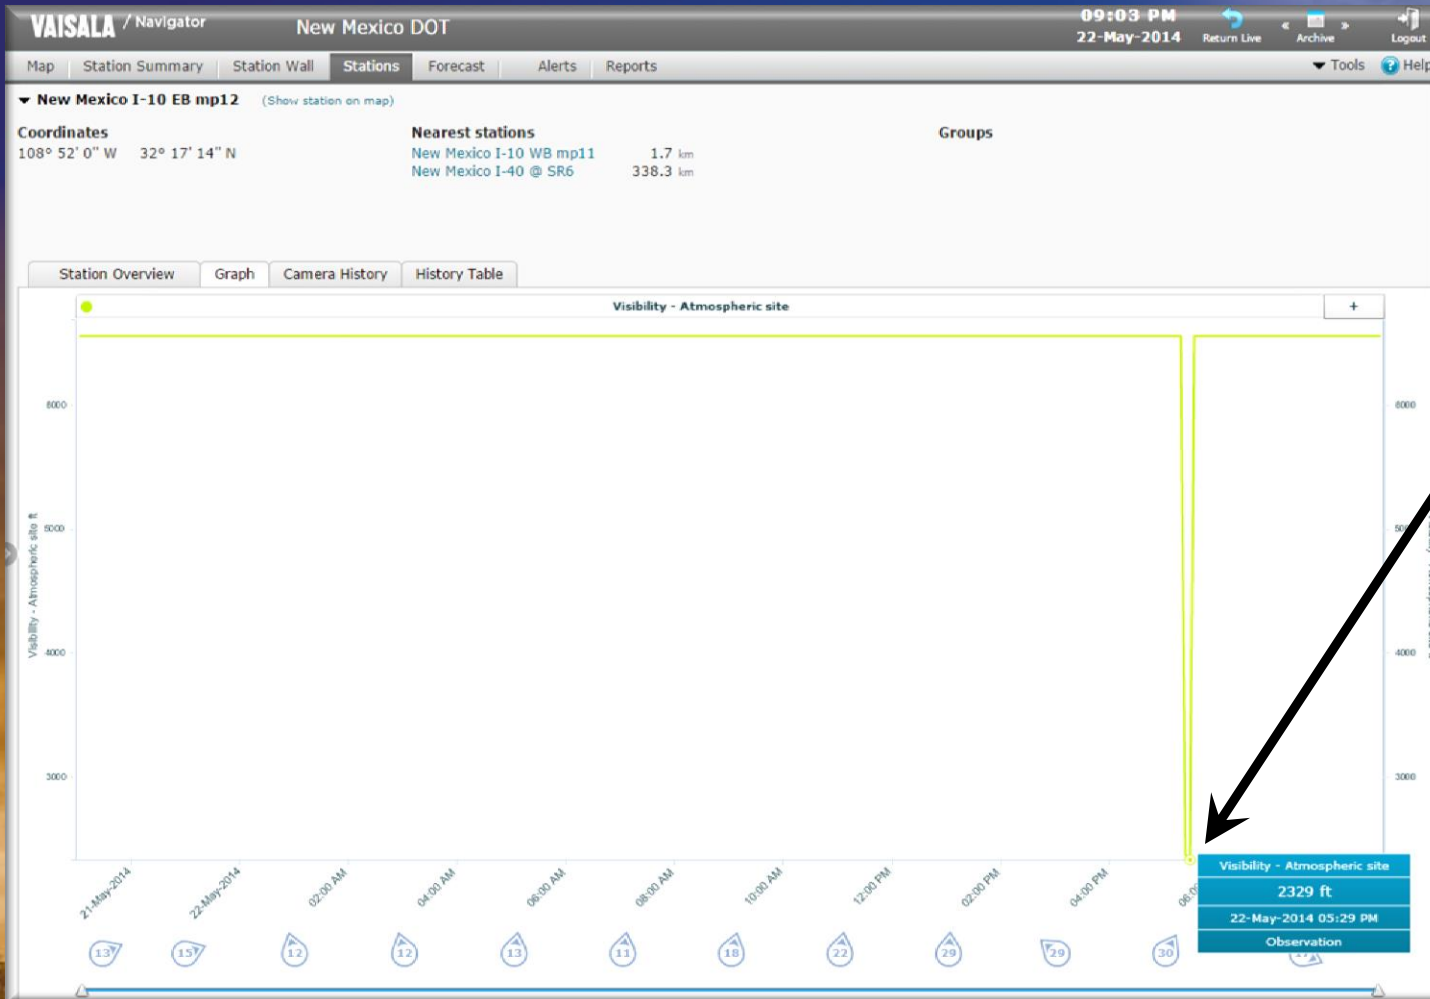 VAISALA / Navigator
New Mexico DOT
09:03 PM
22-May-2014
Return Live
« Archive »
Logout
Map Station Summary Station Wall Stations Forecast Alerts Reports
Tools ? Help
New Mexico I-10 EB mp12 (Show station on map)
Coordinates
108° 52' 0" W 32° 17' 14" N
Nearest stations
New Mexico I-10 WB mp11 1.7 km
New Mexico I-40 @ SR6 338.3 km
Groups
Station Overview Graph Camera History History Table
Visibility - Atmospheric site
+
Visibility - Atmospheric site ft
6000 6000
5000
4000 4000
3000 3000
21-May-2014 22-May-2014 02:00 AM 04:00 AM 06:00 AM 08:00 AM 10:00 AM 12:00 PM 02:00 PM 04:00 PM
Visibility - Atmospheric site
2329 ft
22-May-2014 05:29 PM
Observation
13 15 12 12 13 11 18 22 29 29 30